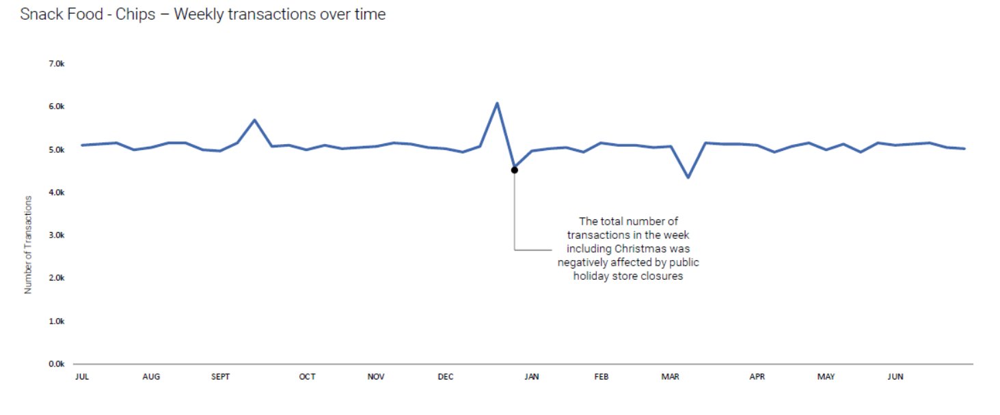 Snack Food - Chips – Weekly transactions over time
7.0k
6.0k
5.0k
4.0k
3.0k
2.0k
1.0k
0.0k
Number of Transactions
The total number of
transactions in the week
including Christmas was
negatively affected by public
holiday store closures
JUL AUG SEPT OCT NOV DEC JAN FEB MAR APR MAY JUN